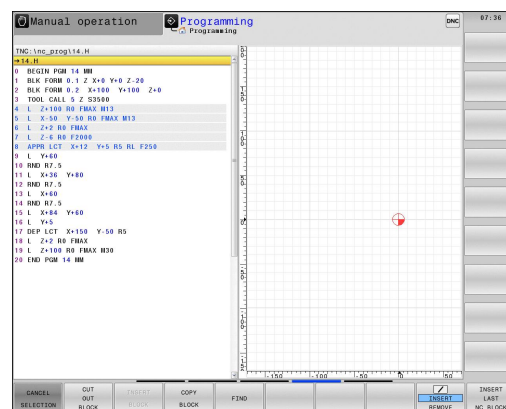 Manual operation
Programming
Programming
DNC
07:36
TNC:\nc_prog\14.H
→14.H
0 BEGIN PGM 14 MM
1 BLK FORM 0.1 Z X+0 Y+0 Z-20
2 BLK FORM 0.2 X+100 Y+100 Z+0
3 TOOL CALL 5 Z S3500
4 L Z+100 R0 FMAX M13
5 L X-50 Y-50 R0 FMAX M13
6 L Z+2 R0 FMAX
7 L Z-6 R0 F2000
8 APPR LCT X+12 Y+5 R5 RL F250
9 L Y+60
10 RND R7.5
11 L X+36 Y+80
12 RND R7.5
13 L X+60
14 RND R7.5
15 L X+84 Y+60
16 L Y+5
17 DEP LCT X+150 Y-50 R5
18 L Z+2 R0 FMAX
19 L Z+100 R0 FMAX M30
20 END PGM 14 MM
150
100
50
0
-50
-100
-150
-100
-50
0
50
CANCEL
SELECTION
CUT
OUT
BLOCK
INSERT
BLOCK
COPY
BLOCK
FIND
INSERT
REMOVE
INSERT
LAST
NC BLOCK